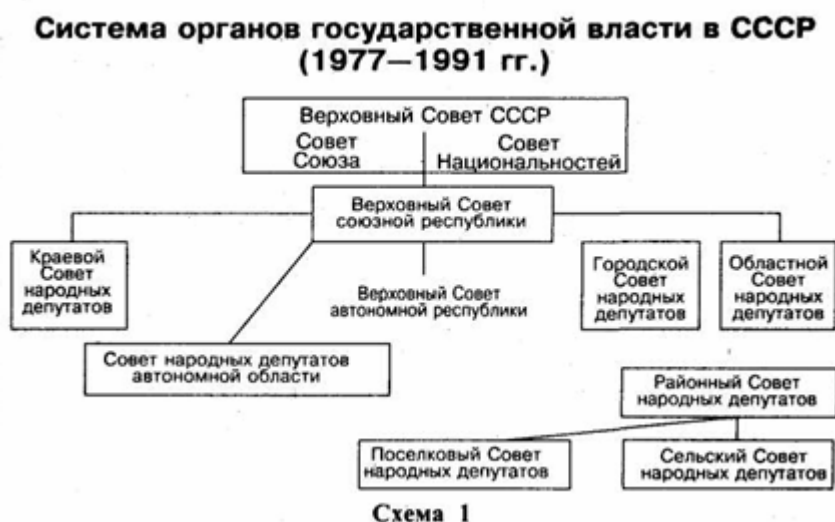 Система органов государственной власти в СССР
(1977—1991 гг.)
Верховный Совет СССР
Совет
Союза
Совет
Национальностей
Верховный Совет
союзной республики
Краевой
Совет
народных
депутатов
Верховный Совет
автономной республики
Городской
Совет
народных
депутатов
Областной
Совет
народных
депутатов
Совет народных депутатов
автономной области
Районный Совет
народных депутатов
Поселковый Совет
народных депутатов
Сельский Совет
народных депутатов
Схема 1